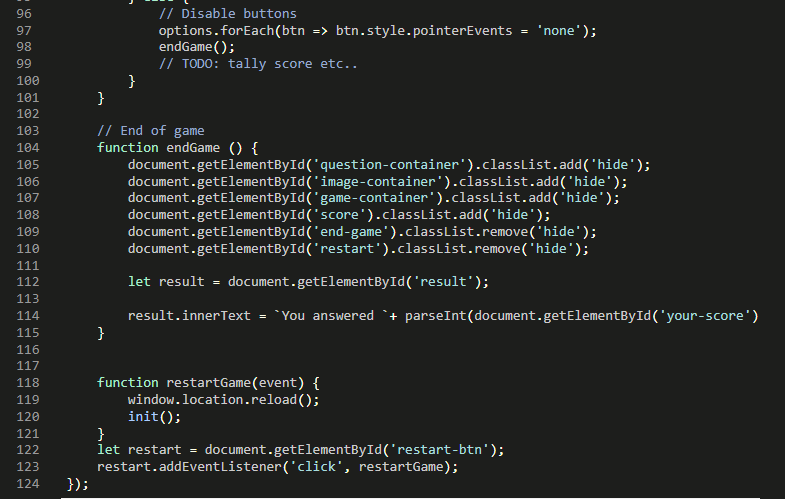 96 // Disable buttons
97 options.forEach(btn => btn.style.pointerEvents = 'none');
98 endGame();
99 // TODO: tally score etc..
100 }
101 }
102
103 // End of game
104 function endGame () {
105 document.getElementById('question-container').classList.add('hide');
106 document.getElementById('image-container').classList.add('hide');
107 document.getElementById('game-container').classList.add('hide');
108 document.getElementById('score').classList.add('hide');
109 document.getElementById('end-game').classList.remove('hide');
110 document.getElementById('restart').classList.remove('hide');
111
112 let result = document.getElementById('result');
113
114 result.innerText = `You answered `+ parseInt(document.getElementById('your-score')
115 }
116
117
118 function restartGame(event) {
119 window.location.reload();
120 init();
121 }
122 let restart = document.getElementById('restart-btn');
123 restart.addEventListener('click', restartGame);
124 });